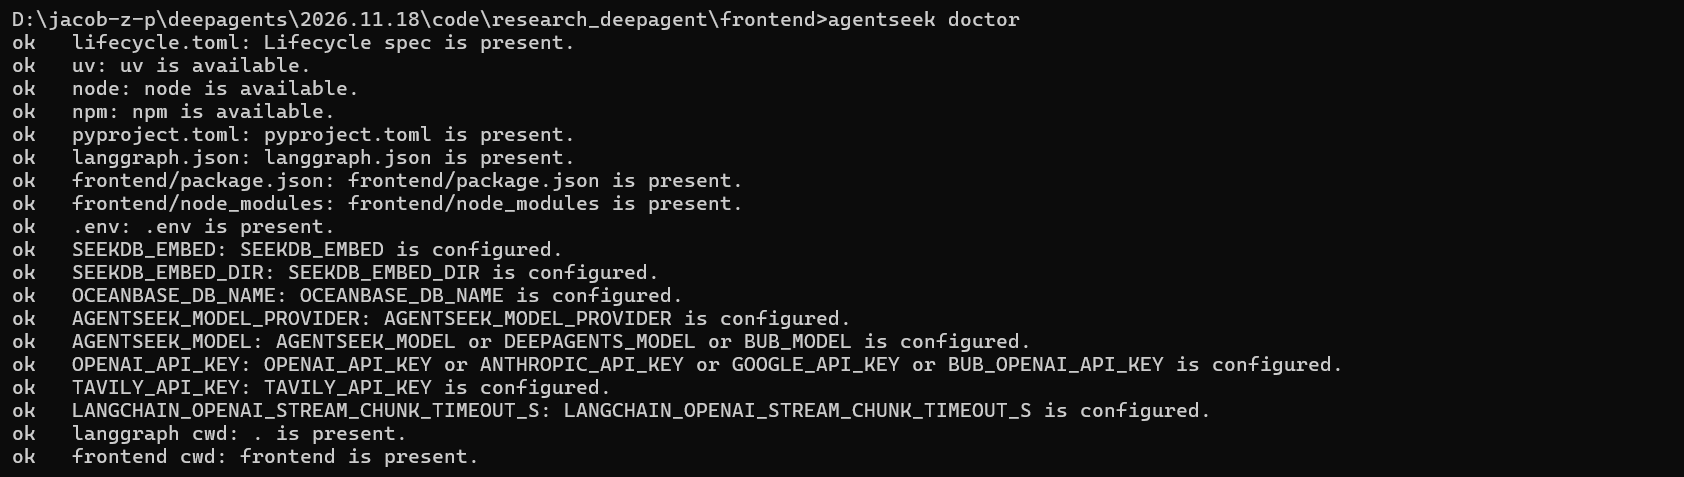 D:\jacob-z-p\deepagents\2026.11.18\code\research_deepagent\frontend>agentseek doctor
ok   lifecycle.toml: Lifecycle spec is present.
ok   uv: uv is available.
ok   node: node is available.
ok   npm: npm is available.
ok   pyproject.toml: pyproject.toml is present.
ok   langgraph.json: langgraph.json is present.
ok   frontend/package.json: frontend/package.json is present.
ok   frontend/node_modules: frontend/node_modules is present.
ok   .env: .env is present.
ok   SEEKDB_EMBED: SEEKDB_EMBED is configured.
ok   SEEKDB_EMBED_DIR: SEEKDB_EMBED_DIR is configured.
ok   OCEANBASE_DB_NAME: OCEANBASE_DB_NAME is configured.
ok   AGENTSEEK_MODEL_PROVIDER: AGENTSEEK_MODEL_PROVIDER is configured.
ok   AGENTSEEK_MODEL: AGENTSEEK_MODEL or DEEPAGENTS_MODEL or BUB_MODEL is configured.
ok   OPENAI_API_KEY: OPENAI_API_KEY or ANTHROPIC_API_KEY or GOOGLE_API_KEY or BUB_OPENAI_API_KEY is configured.
ok   TAVILY_API_KEY: TAVILY_API_KEY is configured.
ok   LANGCHAIN_OPENAI_STREAM_CHUNK_TIMEOUT_S: LANGCHAIN_OPENAI_STREAM_CHUNK_TIMEOUT_S is configured.
ok   langgraph cwd: . is present.
ok   frontend cwd: frontend is present.